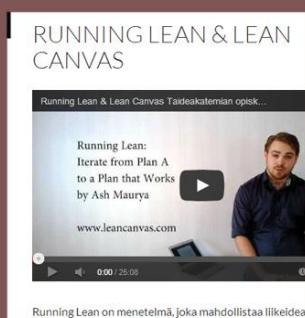 RUNNING LEAN & LEAN
CANVAS
Running Lean & Lean Canvas Taideakatemian opisk...
Running Lean:
Iterate from Plan A
to a Plan that Works
by Ash Maurya
www.leancanvas.com
0:00 / 25:08
Running Lean on menetelmä, joka mahdollistaa liikeidea